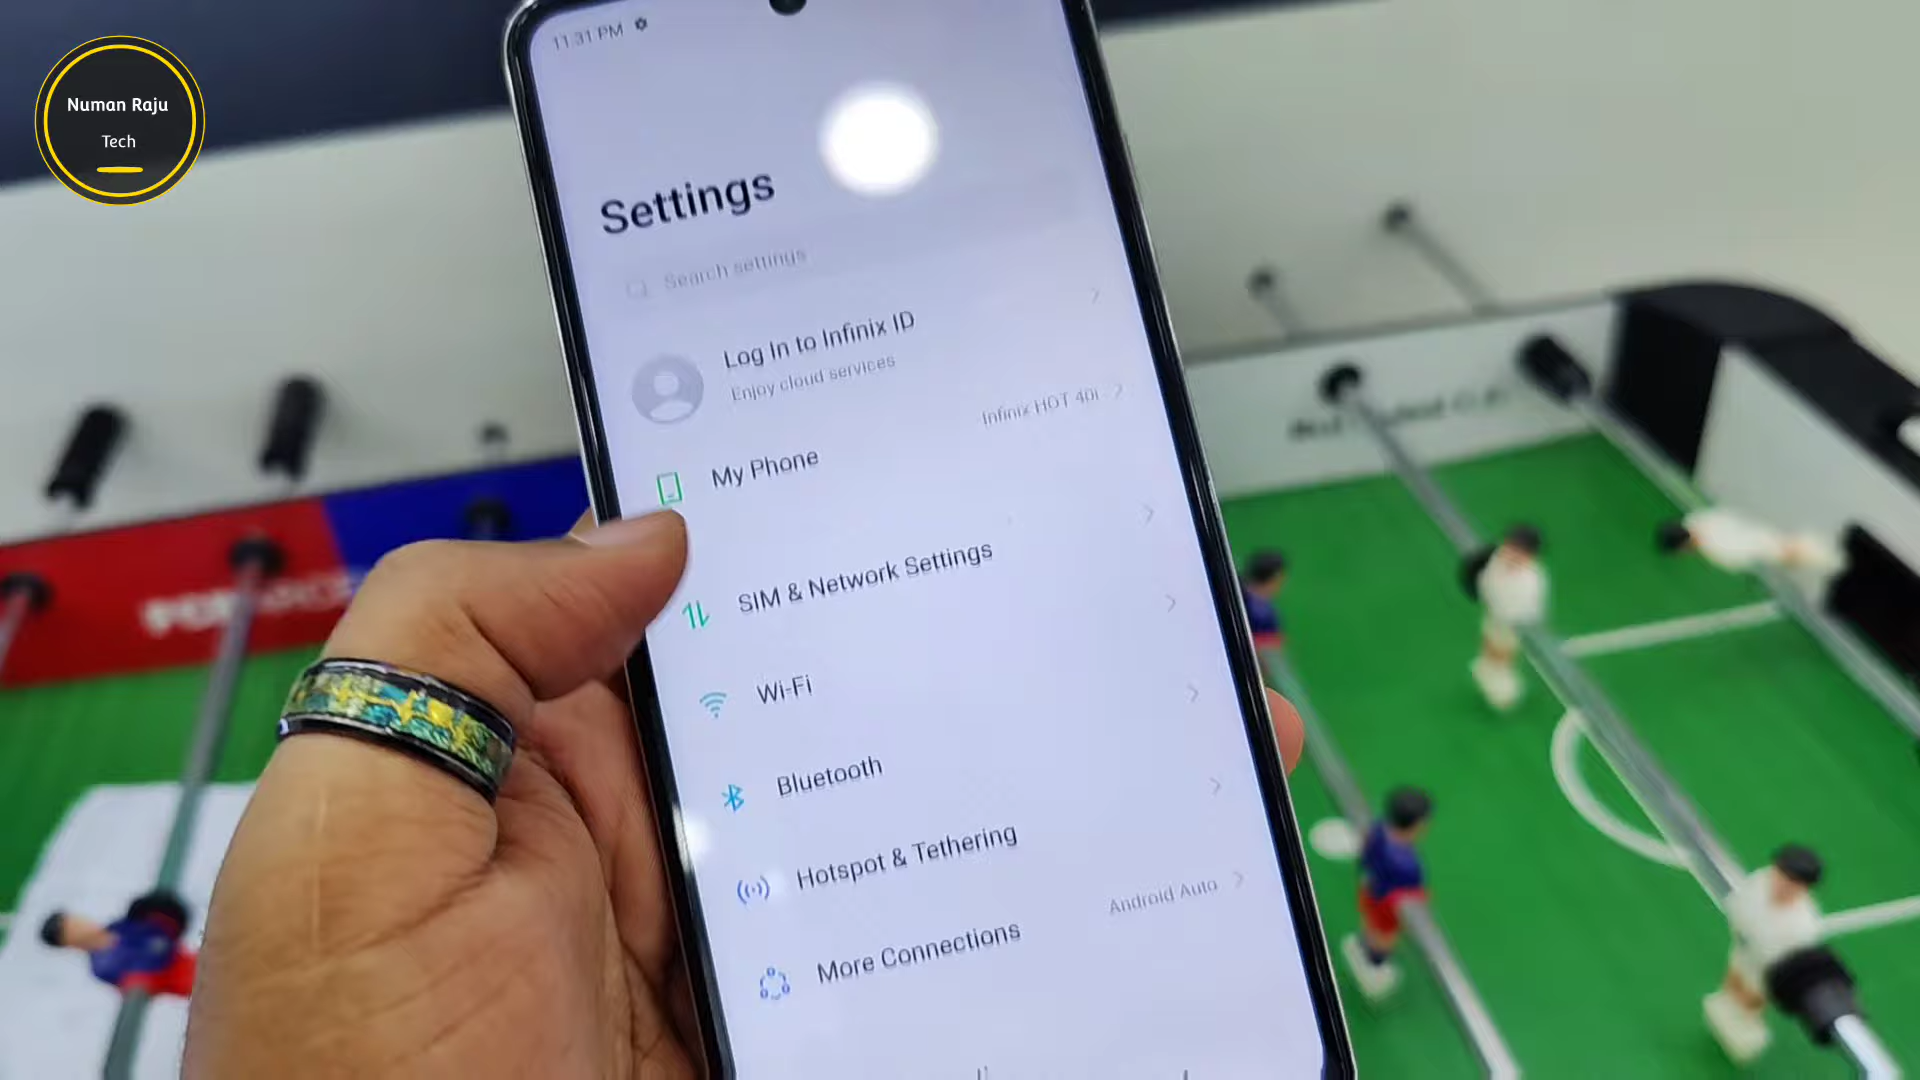 Numan Raju
Tech
11:31 PM
Settings
Search settings
Log In to Infinix ID
Enjoy cloud services
My Phone
Infinix HOT 40i
SIM & Network Settings
Wi-Fi
Bluetooth
Hotspot & Tethering
More Connections
Android Auto